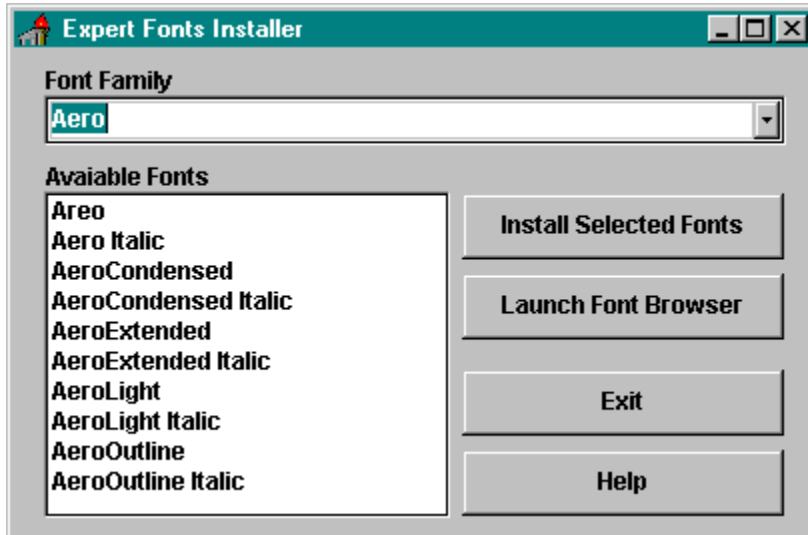 Expert Fonts Installer
Font Family
Aero
Avaiable Fonts
Areo
Aero Italic
AeroCondensed
AeroCondensed Italic
AeroExtended
AeroExtended Italic
AeroLight
AeroLight Italic
AeroOutline
AeroOutline Italic
Install Selected Fonts
Launch Font Browser
Exit
Help